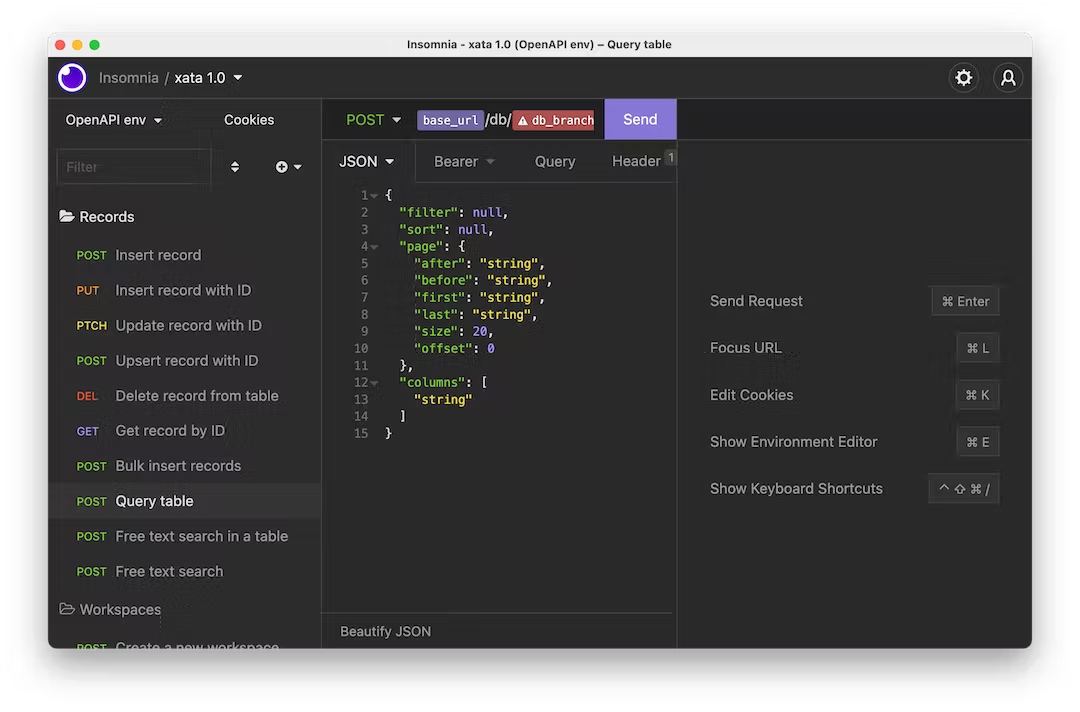 Insomnia - xata 1.0 (OpenAPI env) – Query table
Insomnia / xata 1.0
OpenAPI env
Cookies
Filter
Records
POST Insert record
PUT Insert record with ID
PTCH Update record with ID
POST Upsert record with ID
DEL Delete record from table
GET Get record by ID
POST Bulk insert records
POST Query table
POST Free text search in a table
POST Free text search
Workspaces
POST Create a new workspace
POST base_url/db/ db_branch Send
JSON Bearer Query Header 1
1 {
2 "filter": null,
3 "sort": null,
4 "page": {
5 "after": "string",
6 "before": "string",
7 "first": "string",
8 "last": "string",
9 "size": 20,
10 "offset": 0
11 },
12 "columns": [
13 "string"
14 ]
15 }
Beautify JSON
Send Request ⌘ Enter
Focus URL ⌘ L
Edit Cookies ⌘ K
Show Environment Editor ⌘ E
Show Keyboard Shortcuts ^ ⇧ ⌘ /